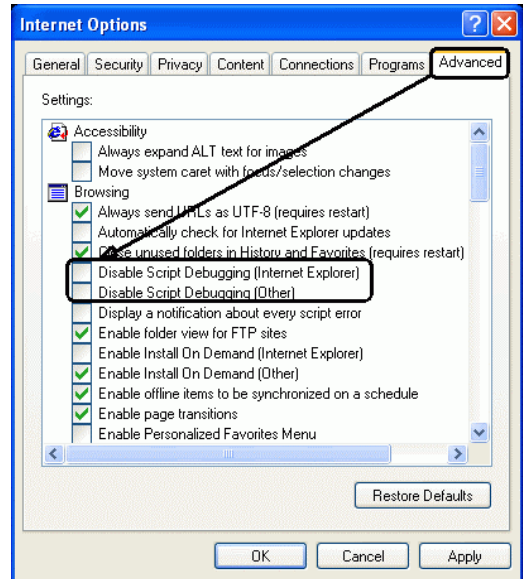 Internet Options
General Security Privacy Content Connections Programs Advanced
Settings:
Accessibility
Always expand ALT text for images
Move system caret with focus/selection changes
Browsing
Always send URLs as UTF-8 (requires restart)
Automatically check for Internet Explorer updates
Close unused folders in History and Favorites (requires restart)
Disable Script Debugging (Internet Explorer)
Disable Script Debugging (Other)
Display a notification about every script error
Enable folder view for FTP sites
Enable Install On Demand (Internet Explorer)
Enable Install On Demand (Other)
Enable offline items to be synchronized on a schedule
Enable page transitions
Enable Personalized Favorites Menu
Restore Defaults
OK Cancel Apply